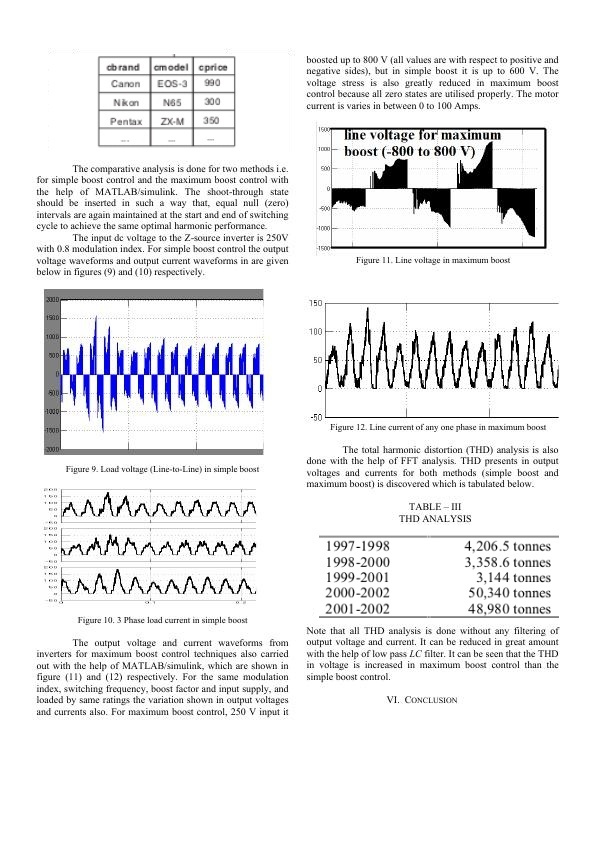 cbrand cmodel cprice
Canon EOS-3 990
Nikon N65 300
Pentax ZX-M 350
... ... ...
The comparative analysis is done for two methods i.e.
for simple boost control and the maximum boost control with
the help of MATLAB/simulink. The shoot-through state
should be inserted in such a way that, equal null (zero)
intervals are again maintained at the start and end of switching
cycle to achieve the same optimal harmonic performance.
The input dc voltage to the Z-source inverter is 250V
with 0.8 modulation index. For simple boost control the output
voltage waveforms and output current waveforms in are given
below in figures (9) and (10) respectively.
2000
1500
1000
500
0
-500
-1000
-1500
-2000
Figure 9. Load voltage (Line-to-Line) in simple boost
Figure 10. 3 Phase load current in simple boost
The output voltage and current waveforms from
inverters for maximum boost control techniques also carried
out with the help of MATLAB/simulink, which are shown in
figure (11) and (12) respectively. For the same modulation
index, switching frequency, boost factor and input supply, and
loaded by same ratings the variation shown in output voltages
and currents also. For maximum boost control, 250 V input it
boosted up to 800 V (all values are with respect to positive and
negative sides), but in simple boost it is up to 600 V. The
voltage stress is also greatly reduced in maximum boost
control because all zero states are utilised properly. The motor
current is varies in between 0 to 100 Amps.
line voltage for maximum
boost (-800 to 800 V)
1500
1000
500
0
-500
-1000
-1500
Figure 11. Line voltage in maximum boost
150
100
50
0
-50
Figure 12. Line current of any one phase in maximum boost
The total harmonic distortion (THD) analysis is also
done with the help of FFT analysis. THD presents in output
voltages and currents for both methods (simple boost and
maximum boost) is discovered which is tabulated below.
TABLE – III
THD ANALYSIS
1997-1998 4,206.5 tonnes
1998-2000 3,358.6 tonnes
1999-2001 3,144 tonnes
2000-2002 50,340 tonnes
2001-2002 48,980 tonnes
Note that all THD analysis is done without any filtering of
output voltage and current. It can be reduced in great amount
with the help of low pass LC filter. It can be seen that the THD
in voltage is increased in maximum boost control than the
simple boost control.
VI. CONCLUSION